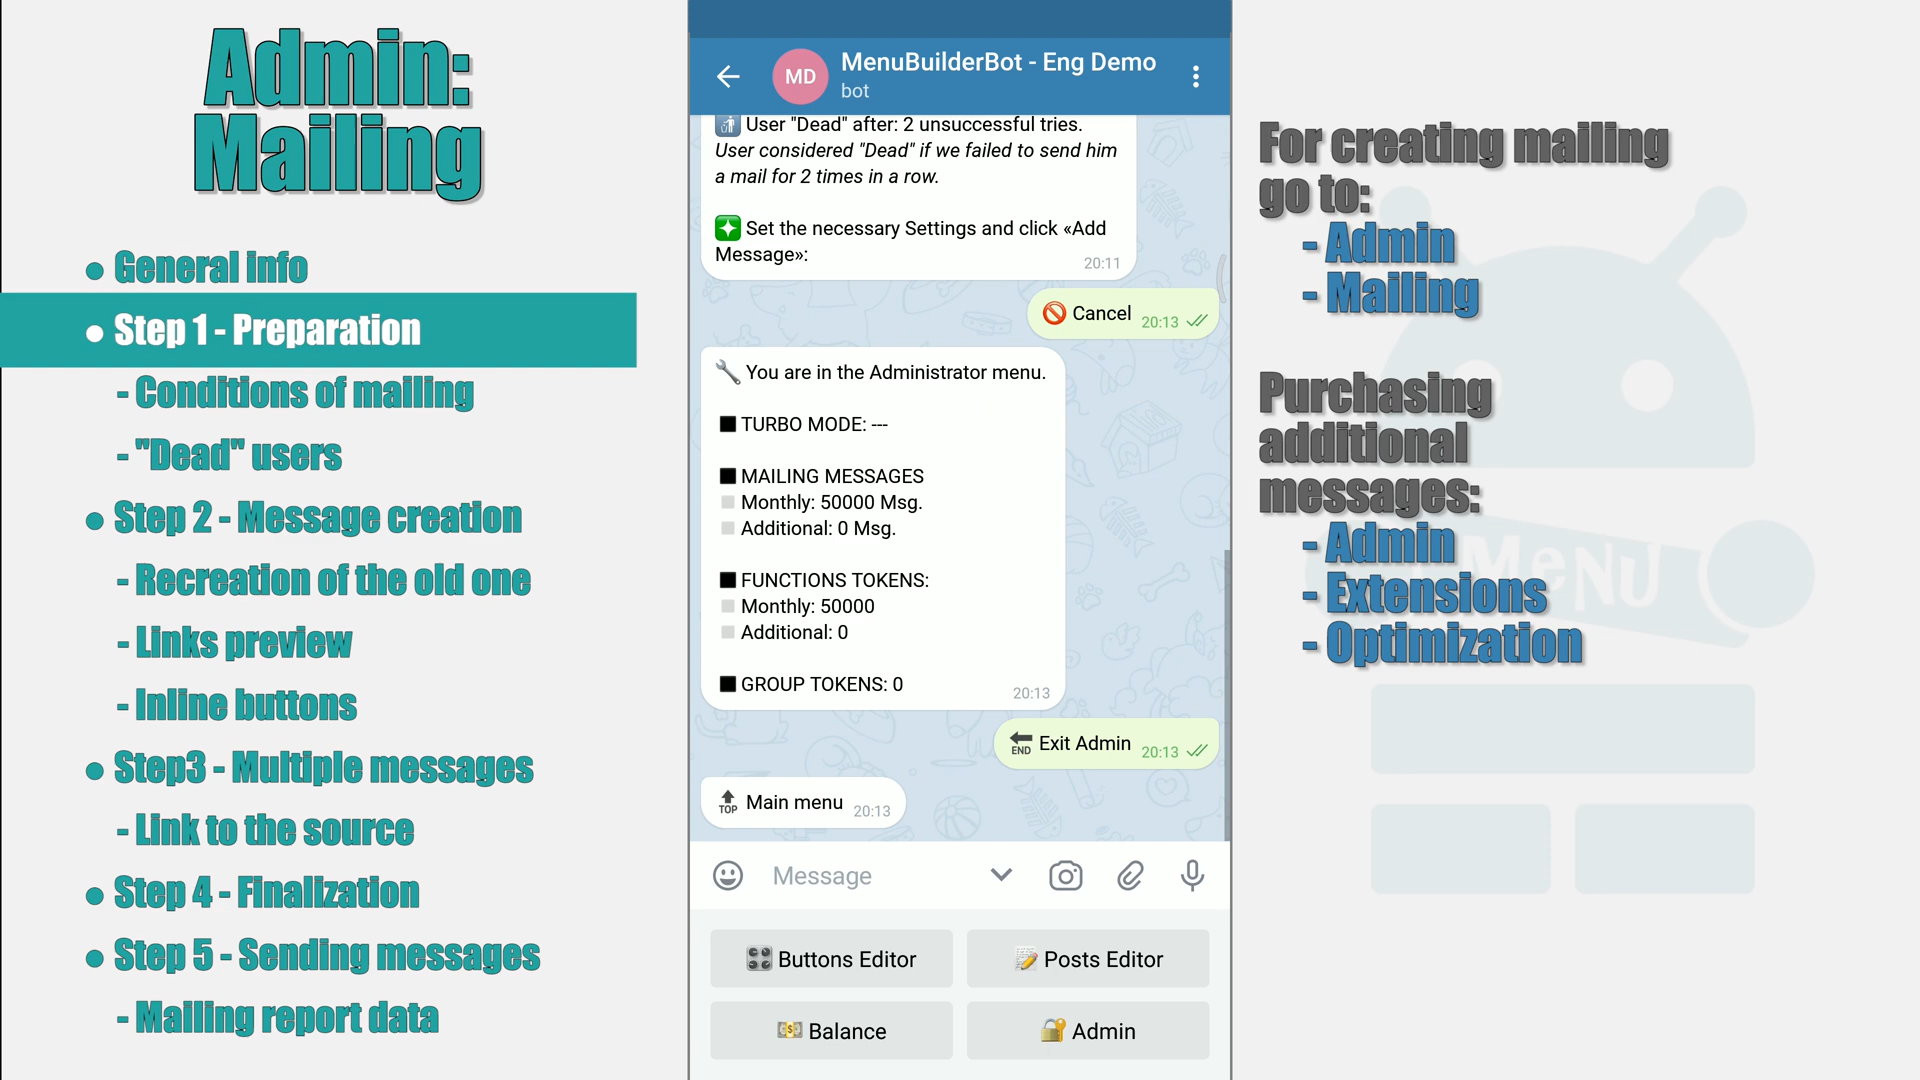 Admin:
Mailing
● General info
● Step 1 - Preparation
- Conditions of mailing
- "Dead" users
● Step 2 - Message creation
- Recreation of the old one
- Links preview
- Inline buttons
● Step3 - Multiple messages
- Link to the source
● Step 4 - Finalization
● Step 5 - Sending messages
- Mailing report data
MD
MenuBuilderBot - Eng Demo
bot
User "Dead" after: 2 unsuccessful tries.
User considered "Dead" if we failed to send him
a mail for 2 times in a row.
Set the necessary Settings and click «Add
Message»:
20:11
Cancel 20:13
You are in the Administrator menu.
TURBO MODE: ---
MAILING MESSAGES
Monthly: 50000 Msg.
Additional: 0 Msg.
FUNCTIONS TOKENS:
Monthly: 50000
Additional: 0
GROUP TOKENS: 0
20:13
END Exit Admin 20:13
TOP Main menu 20:13
Message
Buttons Editor
Posts Editor
Balance
Admin
For creating mailing
go to:
- Admin
- Mailing
Purchasing
additional
messages:
- Admin
- Extensions
- Optimization
MeNU